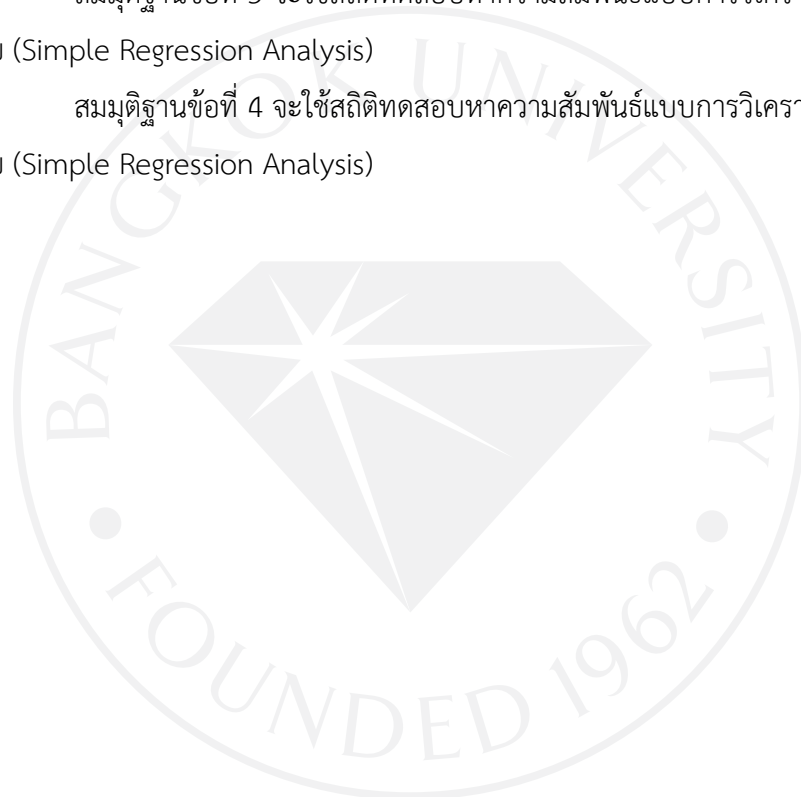 (Simple Regression Analysis)
สมมุติฐานข้อที่ 4 จะใช้สถิติทดสอบหาความสัมพันธ์แบบการวิเครา
(Simple Regression Analysis)
BANGKOK UNIVERSITY
FOUNDED 1962